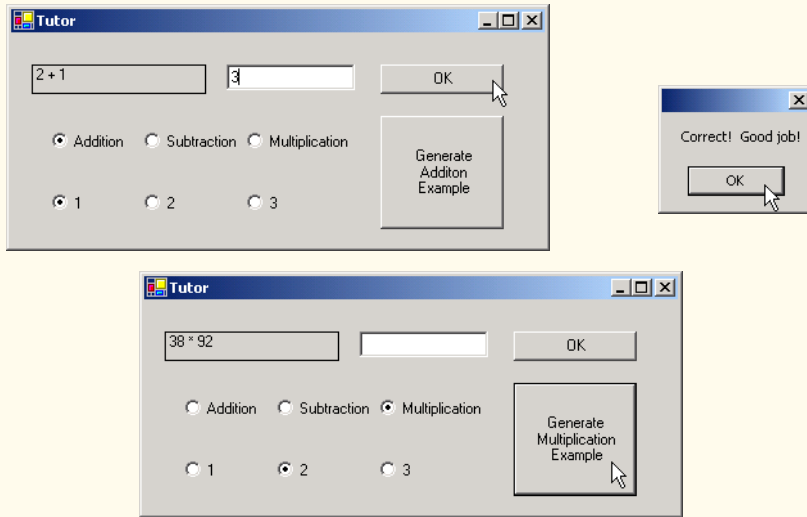 Tutor
2 + 1
3
OK
Addition
Subtraction
Multiplication
Generate
Additon
Example
1
2
3
Correct! Good job!
OK
Tutor
38 * 92
OK
Addition
Subtraction
Multiplication
Generate
Multiplication
Example
1
2
3